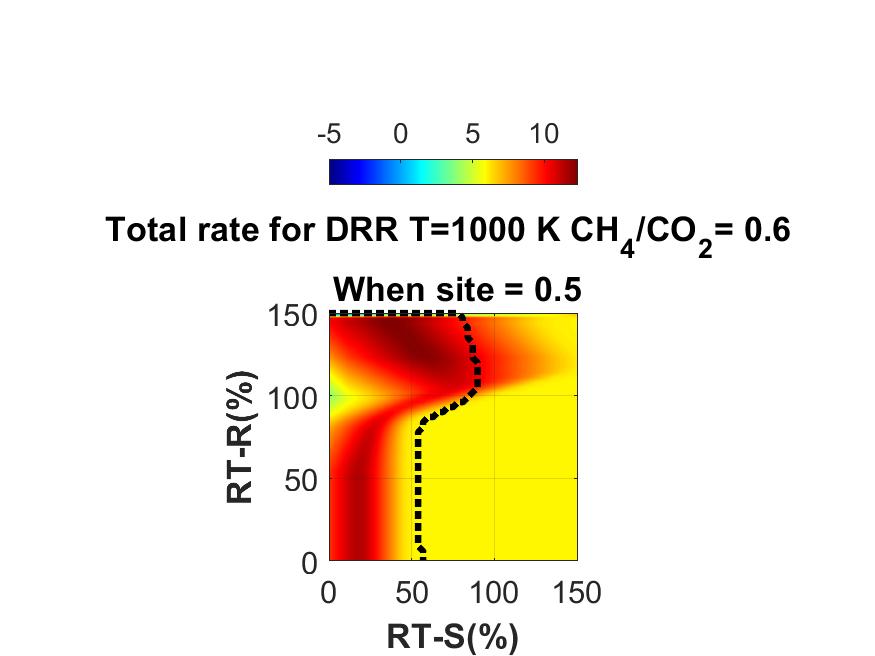 -5 0 5 10
Total rate for DRR T=1000 K CH₄/CO₂= 0.6
When site = 0.5
150
100
50
0
RT-R(%)
0 50 100 150
RT-S(%)